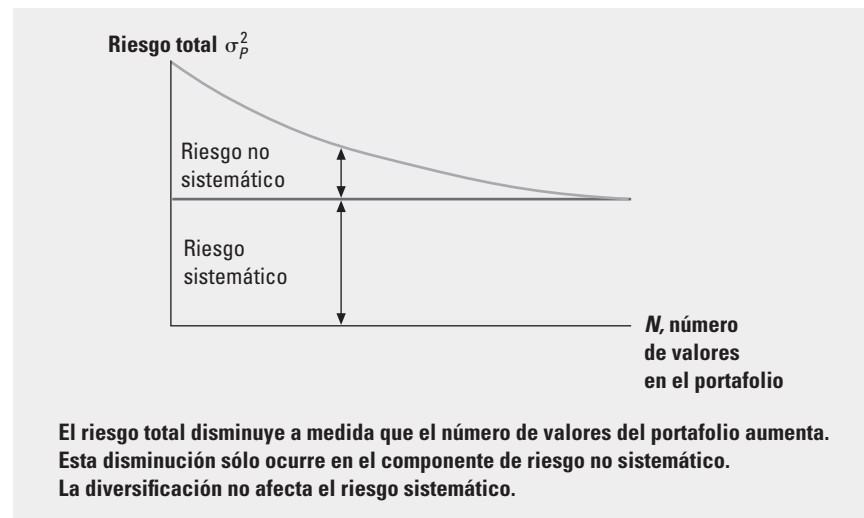 Riesgo total σ²P
Riesgo no
sistemático
Riesgo
sistemático
N, número
de valores
en el portafolio
El riesgo total disminuye a medida que el número de valores del portafolio aumenta.
Esta disminución sólo ocurre en el componente de riesgo no sistemático.
La diversificación no afecta el riesgo sistemático.